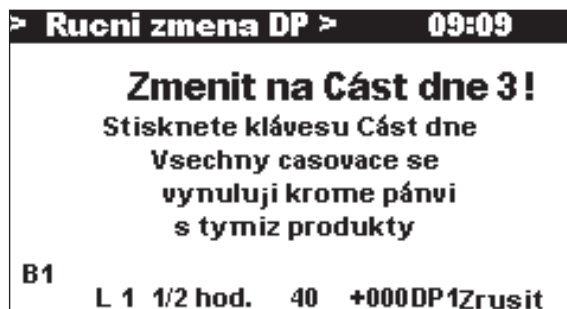 > Rucni zmena DP > 09:09
Zmenit na Cást dne 3!
Stisknete klávesu Cást dne
Vsechny casovace se
vynuluji krome pánvi
s tymiz produkty
B1
L 1 1/2 hod. 40 +000DP1Zrusit